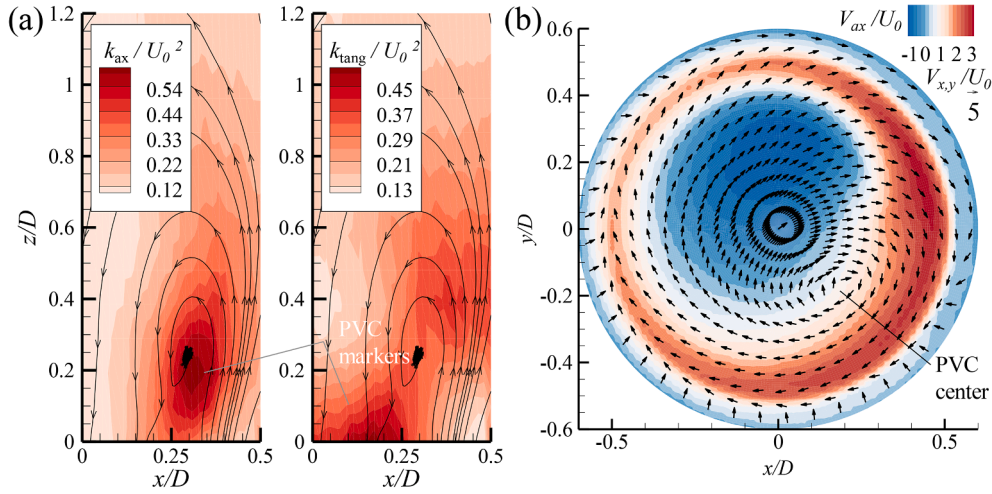 (a)
1.2
1
0.8
0.6
0.4
0.2
0
z/D
k_ax / U_0^2
0.54
0.44
0.33
0.22
0.12
0 0.25 0.5
x/D
k_tang / U_0^2
0.45
0.37
0.29
0.21
0.13
PVC
markers
0 0.25 0.5
x/D
(b)
V_ax / U_0
-1 0 1 2 3
V_x,y / U_0
5
0.6
0.4
0.2
0
-0.2
-0.4
-0.6
y/D
PVC
center
-0.5 0 0.5
x/D